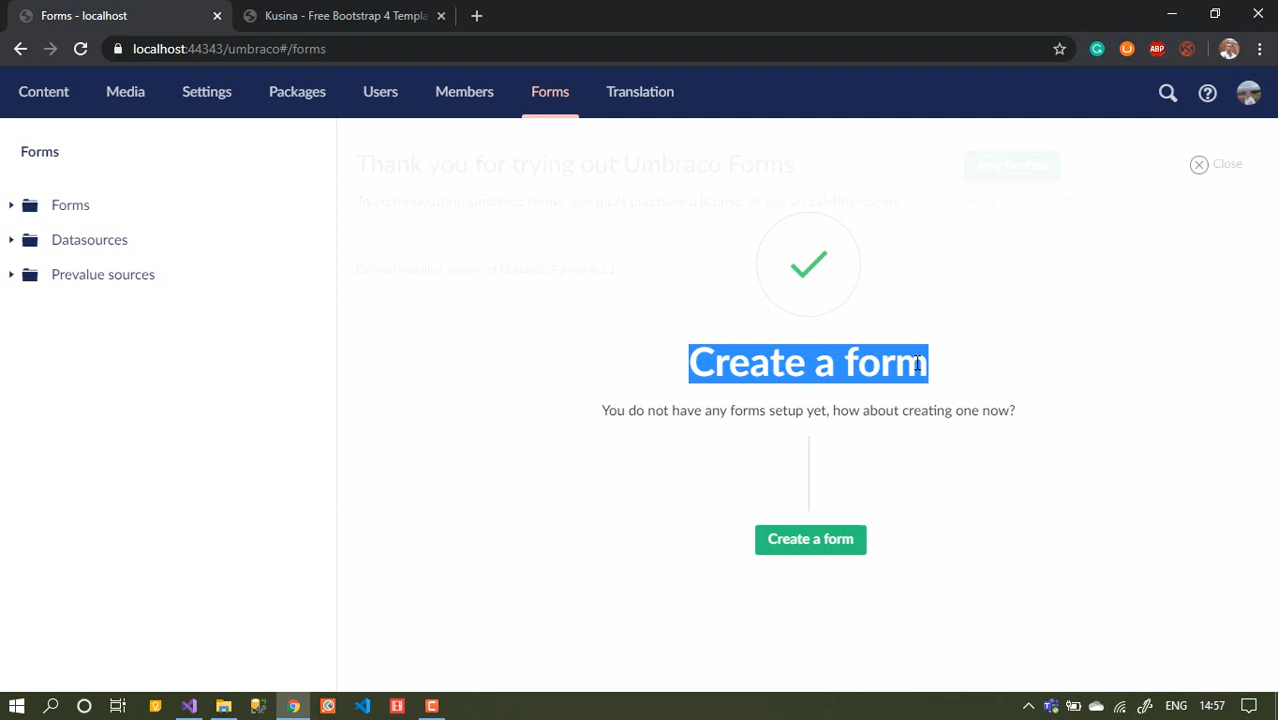 Forms - localhost
Kusina - Free Bootstrap 4 Templa
localhost:44343/umbraco#/forms
ABP
Content
Media
Settings
Packages
Users
Members
Forms
Translation
Forms
Thank you for trying out Umbraco Forms
Close
Forms
Datasources
Prevalue sources
Create a form
You do not have any forms setup yet, how about creating one now?
Create a form
ENG
14:57